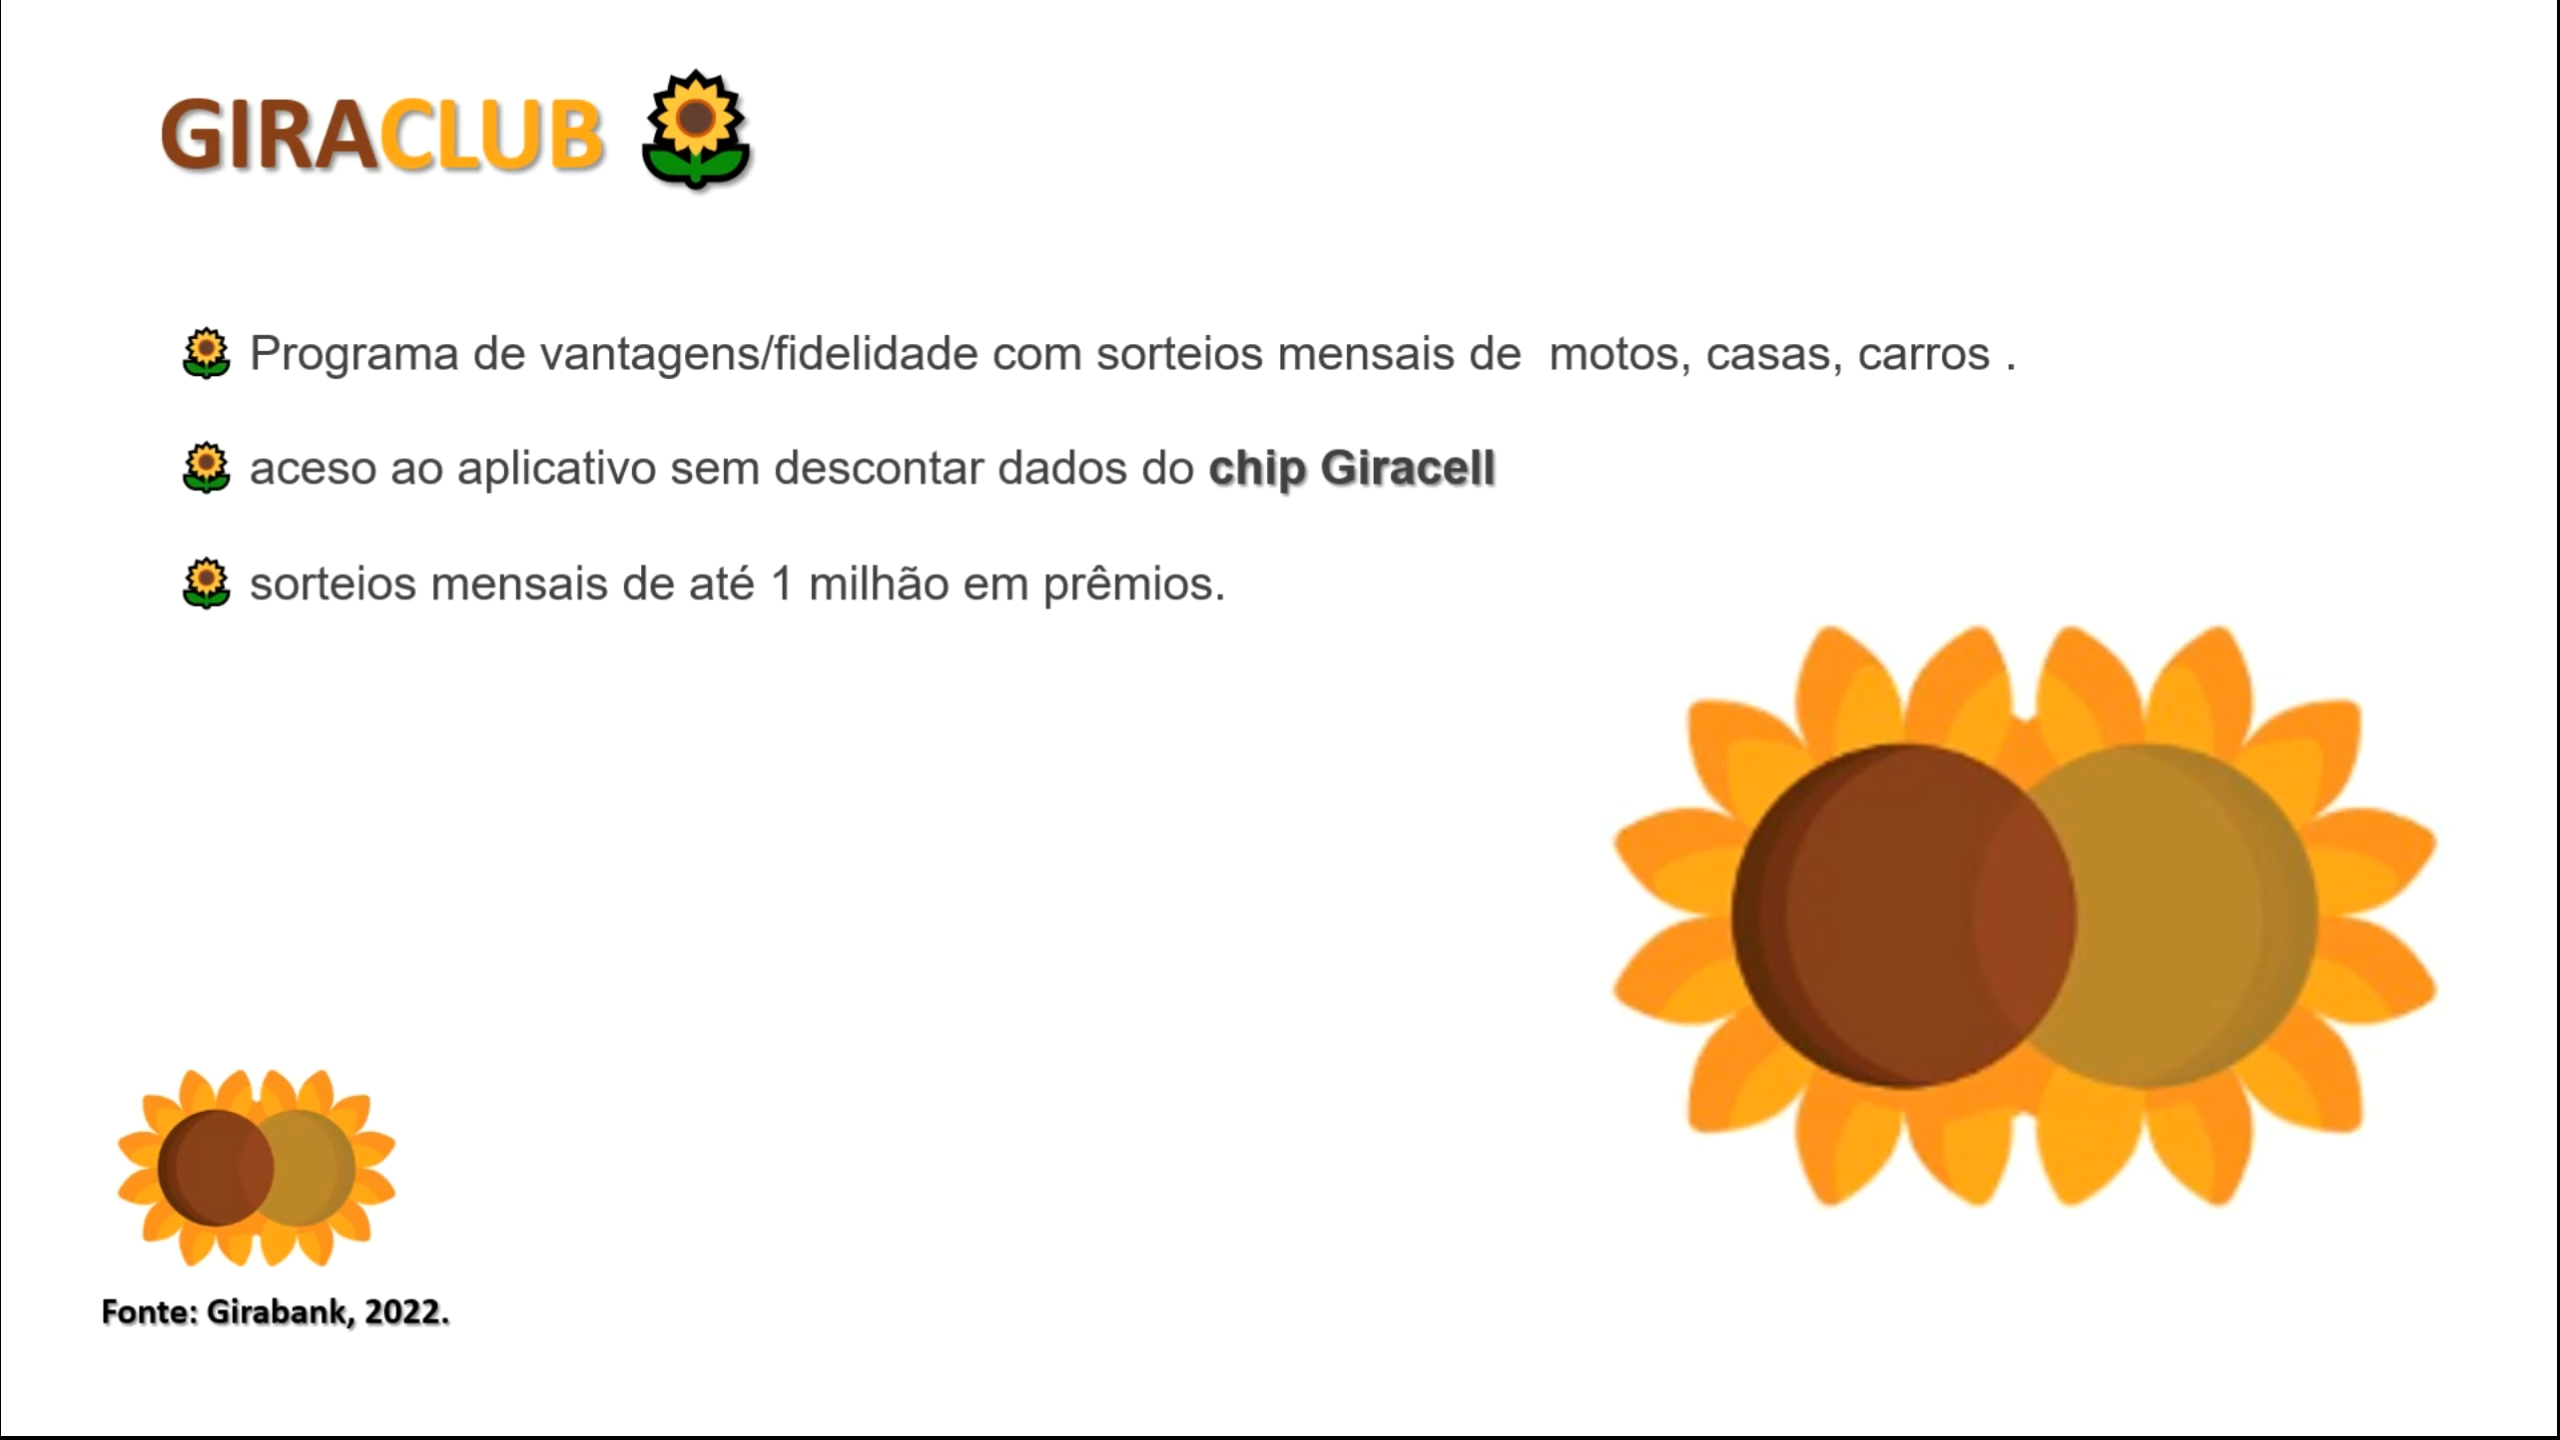 GIRACLUB
Programa de vantagens/fidelidade com sorteios mensais de  motos, casas, carros .
aceso ao aplicativo sem descontar dados do chip Giracell
sorteios mensais de até 1 milhão em prêmios.
Fonte: Girabank, 2022.